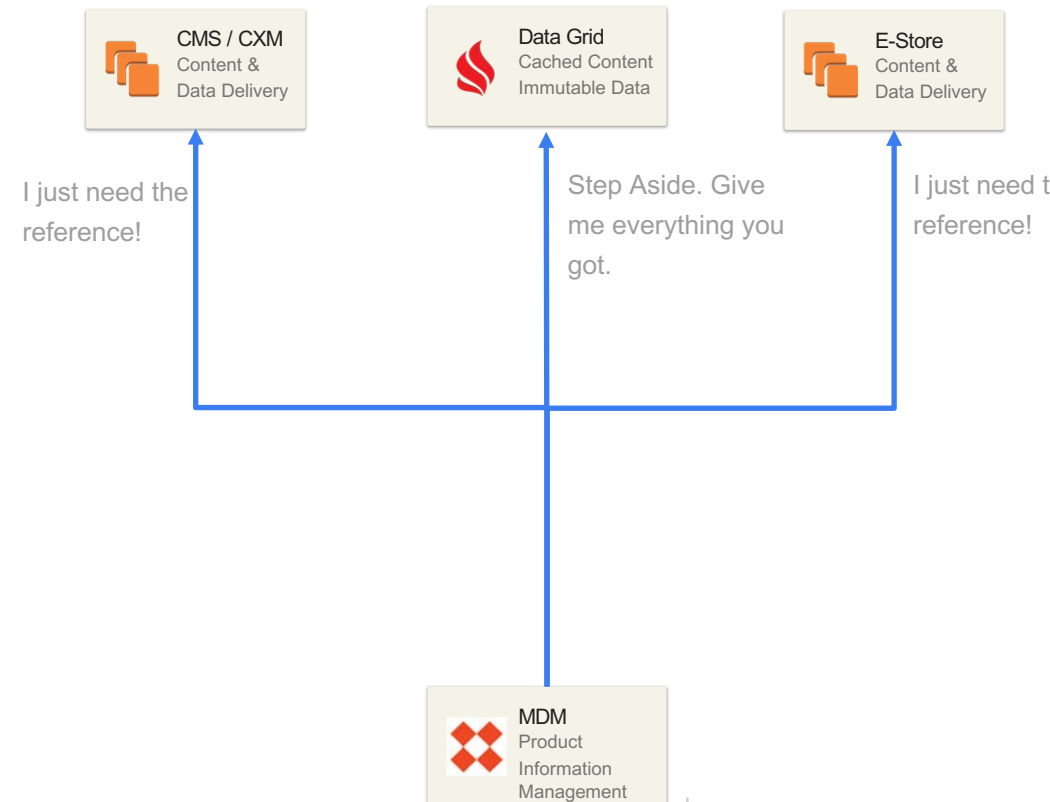 CMS / CXM
Content &
Data Delivery
Data Grid
Cached Content
Immutable Data
E-Store
Content &
Data Delivery
I just need the
reference!
Step Aside. Give
me everything you
got.
I just need t
reference!
MDM
Product
Information
Management